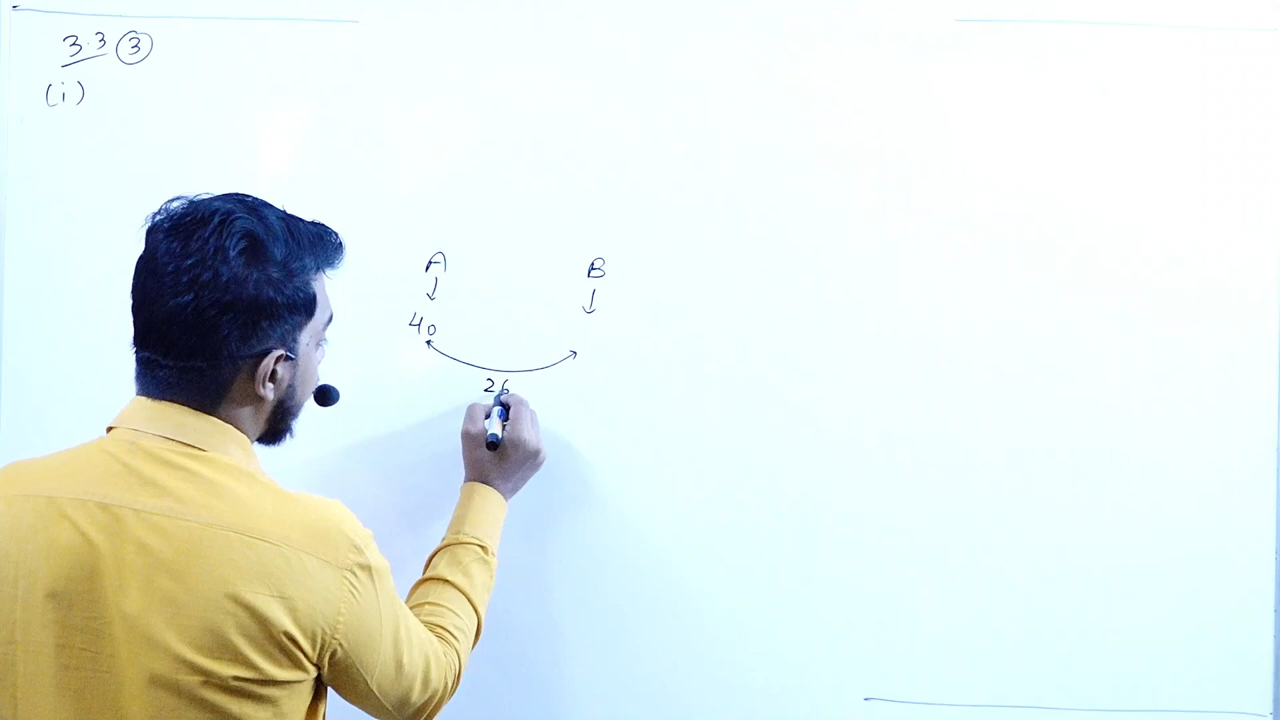 3.3 ③
(i)
A B
↓ ↓
40
26